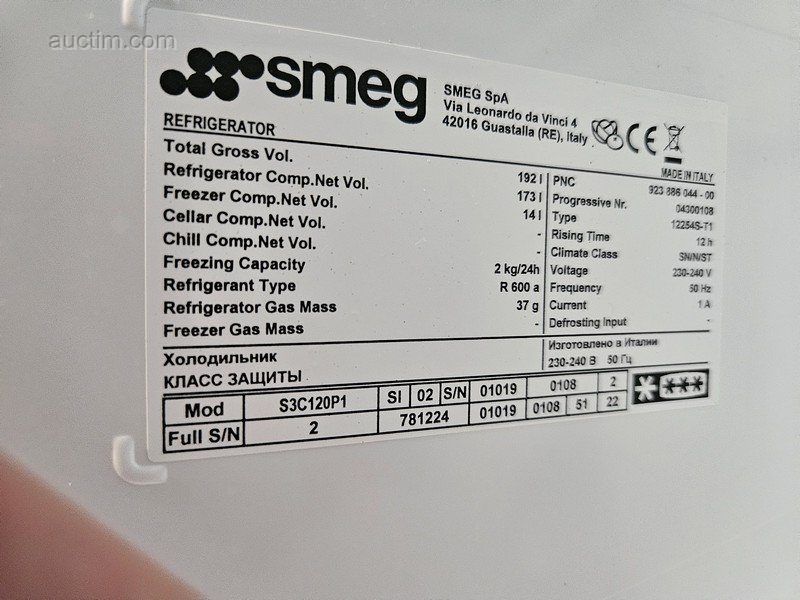 auctim.com
smeg
SMEG SpA
Via Leonardo da Vinci 4
42016 Guastalla (RE), Italy
CE
MADE IN ITALY
REFRIGERATOR
Total Gross Vol. 192 l
Refrigerator Comp.Net Vol. 173 l
Freezer Comp.Net Vol. 14 l
Cellar Comp.Net Vol. -
Chill Comp.Net Vol. -
Freezing Capacity 2 kg/24h
Refrigerant Type R 600 a
Refrigerator Gas Mass 37 g
Freezer Gas Mass -
PNC 923 886 044 - 00
Progressive Nr. 04300108
Type 12254S-T1
Rising Time 12 h
Climate Class SN/N/ST
Voltage 230-240 V
Frequency 50 Hz
Current 1 A
Defrosting Input -
Холодильник
КЛАСС ЗАЩИТЫ
Изготовлено в Италии
230-240 В 50 Гц
Mod S3C120P1 SI 02 S/N 01019 0108 2
Full S/N 2 781224 01019 0108 51 22